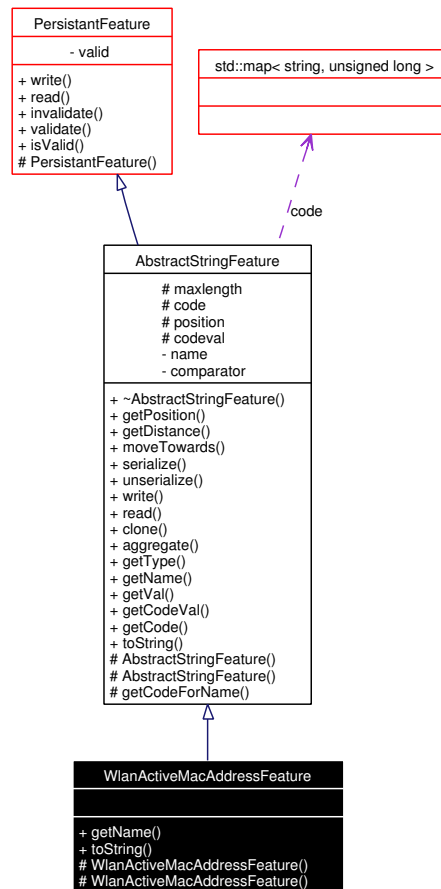 PersistantFeature
- valid
+ write()
+ read()
+ invalidate()
+ validate()
+ isValid()
# PersistantFeature()
std::map< string, unsigned long >
code
AbstractStringFeature
# maxlength
# code
# position
# codeval
- name
- comparator
+ ~AbstractStringFeature()
+ getPosition()
+ getDistance()
+ moveTowards()
+ serialize()
+ unserialize()
+ write()
+ read()
+ clone()
+ aggregate()
+ getType()
+ getName()
+ getVal()
+ getCodeVal()
+ getCode()
+ toString()
# AbstractStringFeature()
# AbstractStringFeature()
# getCodeForName()
WlanActiveMacAddressFeature
+ getName()
+ toString()
# WlanActiveMacAddressFeature()
# WlanActiveMacAddressFeature()